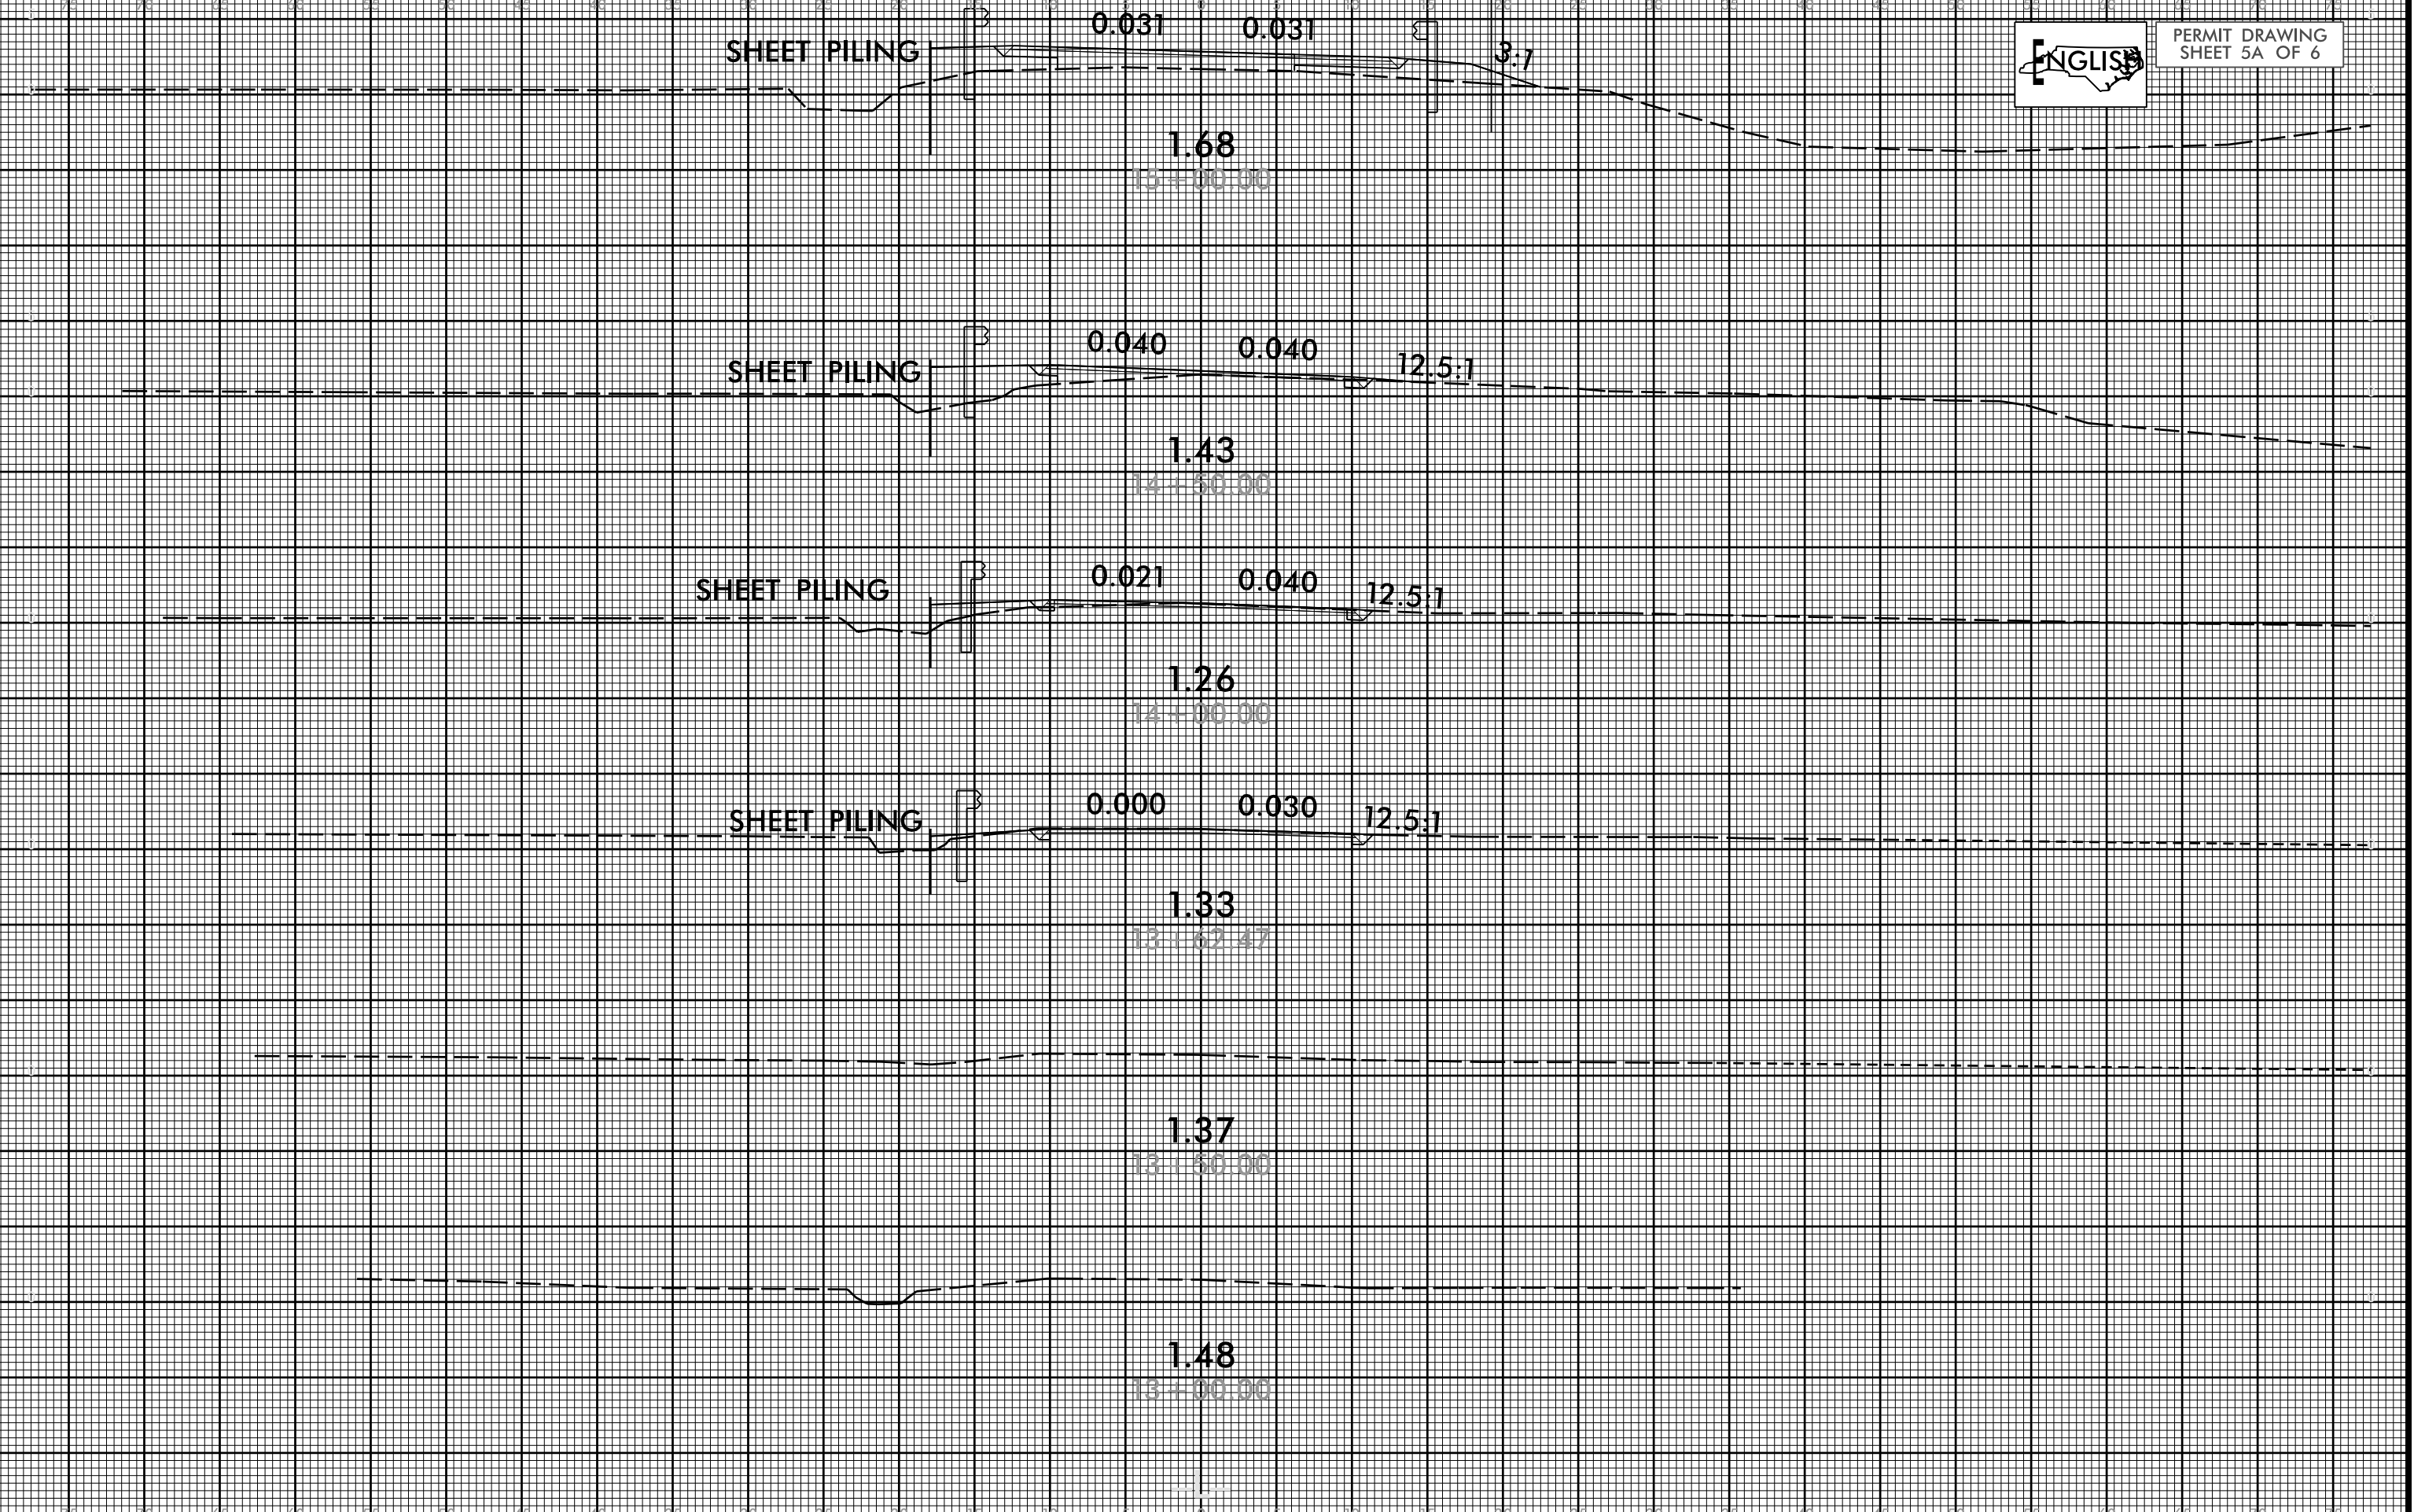 0.031 0.031
SHEET PILING 3:1
ENGLISH
PERMIT DRAWING
SHEET 5A OF 6
1.68
15+00.00
0.040 0.040
SHEET PILING 12.5:1
1.43
14+50.00
0.021 0.040
SHEET PILING 12.5:1
1.26
14+00.00
0.000 0.030
SHEET PILING 12.5:1
1.33
13+62.47
1.37
13+50.00
1.48
13+00.00